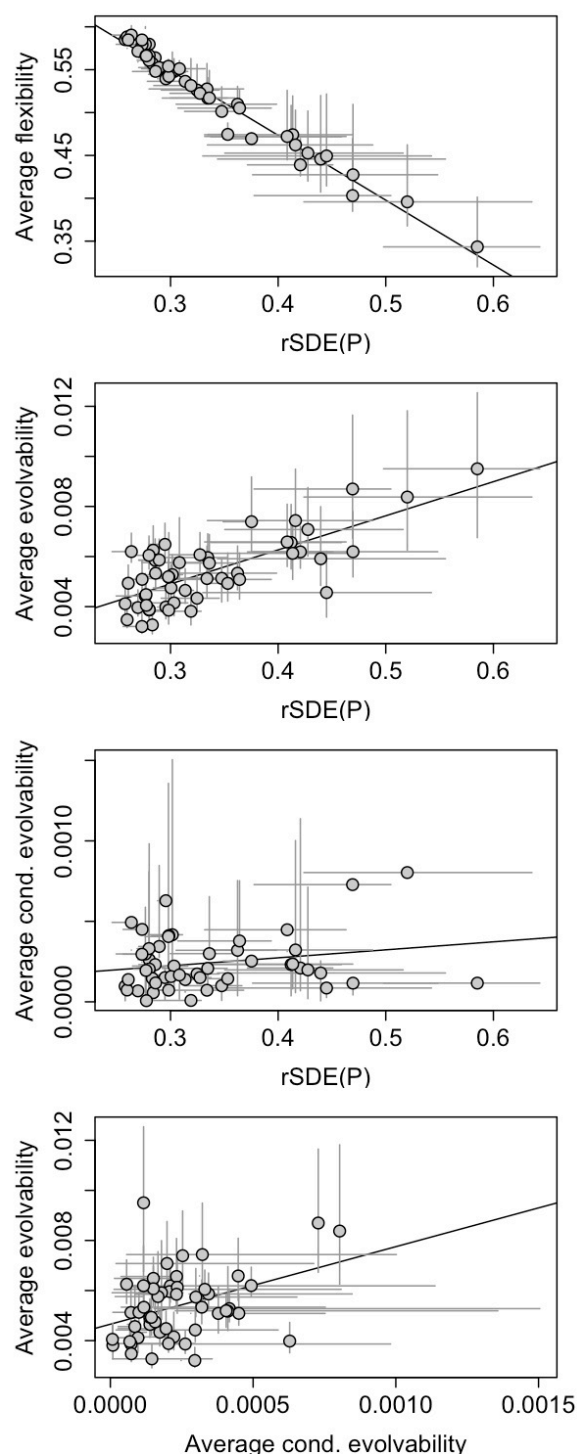 Average flexibility
0.55
0.45
0.35
0.3 0.4 0.5 0.6
rSDE(P)
Average evolvability
0.012
0.008
0.004
0.3 0.4 0.5 0.6
rSDE(P)
Average cond. evolvability
0.0010
0.0000
0.3 0.4 0.5 0.6
rSDE(P)
Average evolvability
0.012
0.008
0.004
0.0000 0.0005 0.0010 0.0015
Average cond. evolvability